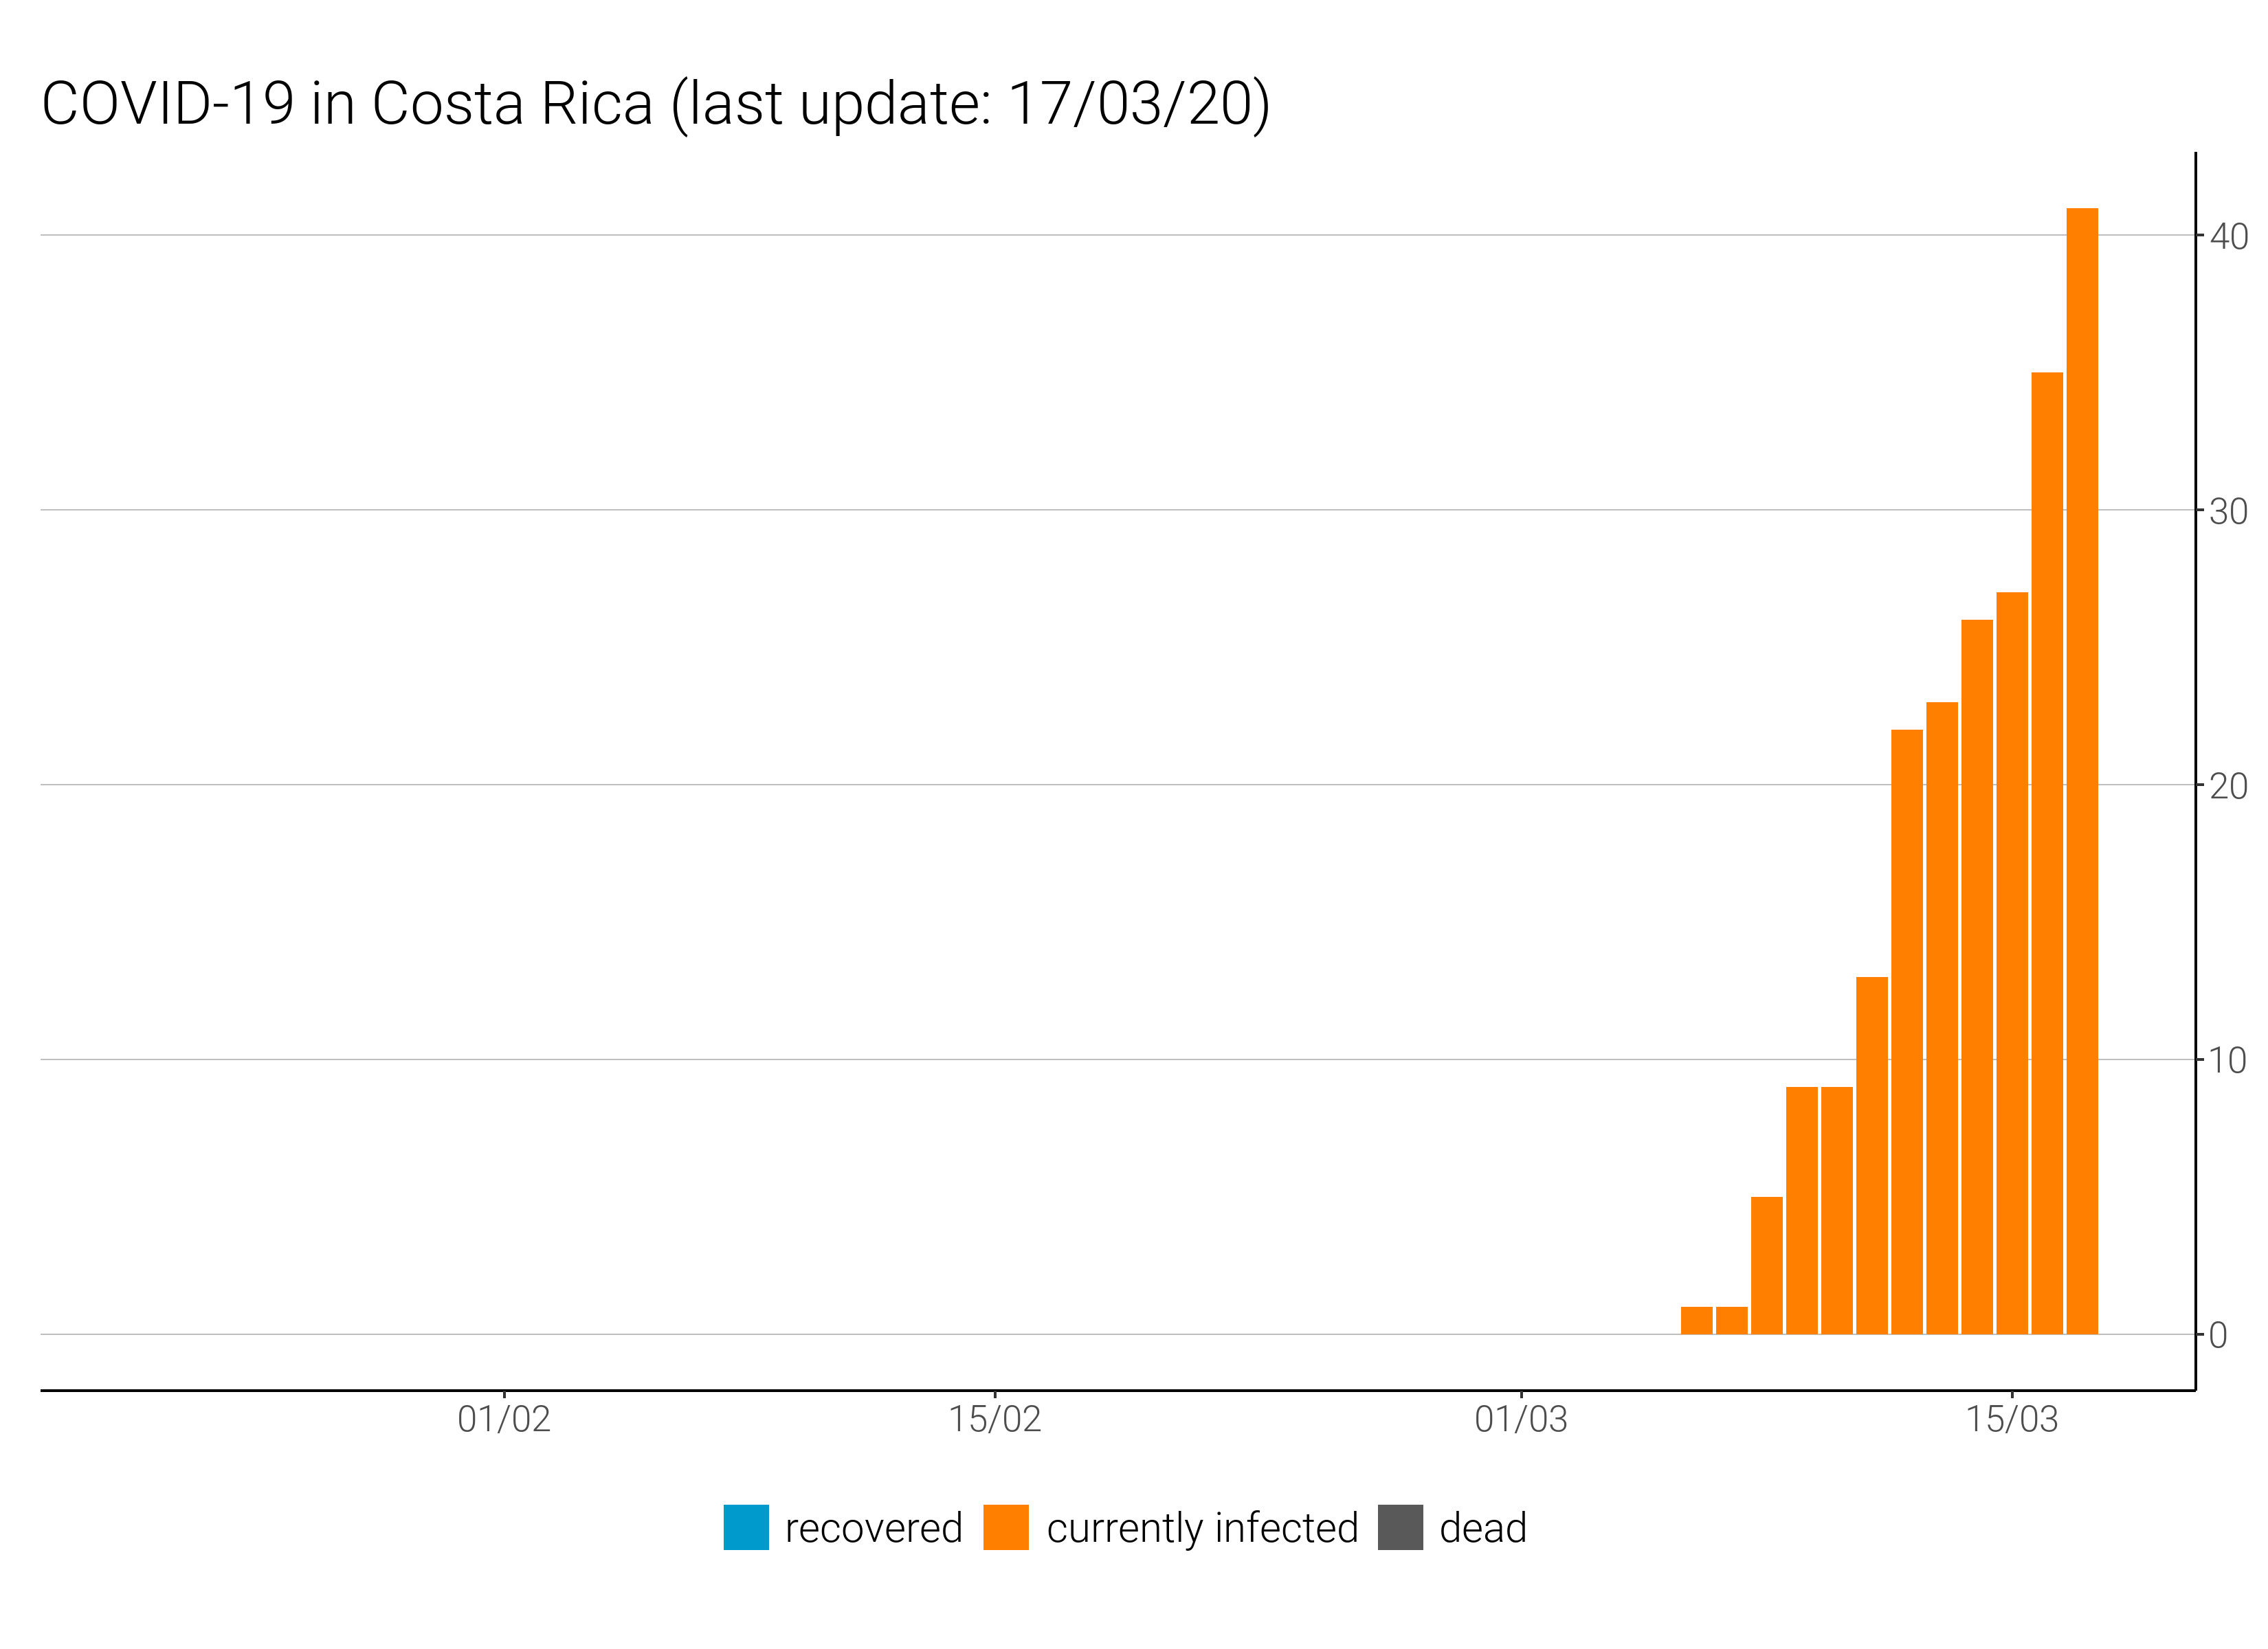 COVID-19 in Costa Rica (last update: 17/03/20)
40
30
20
10
0
01/02 15/02 01/03 15/03
recovered currently infected dead